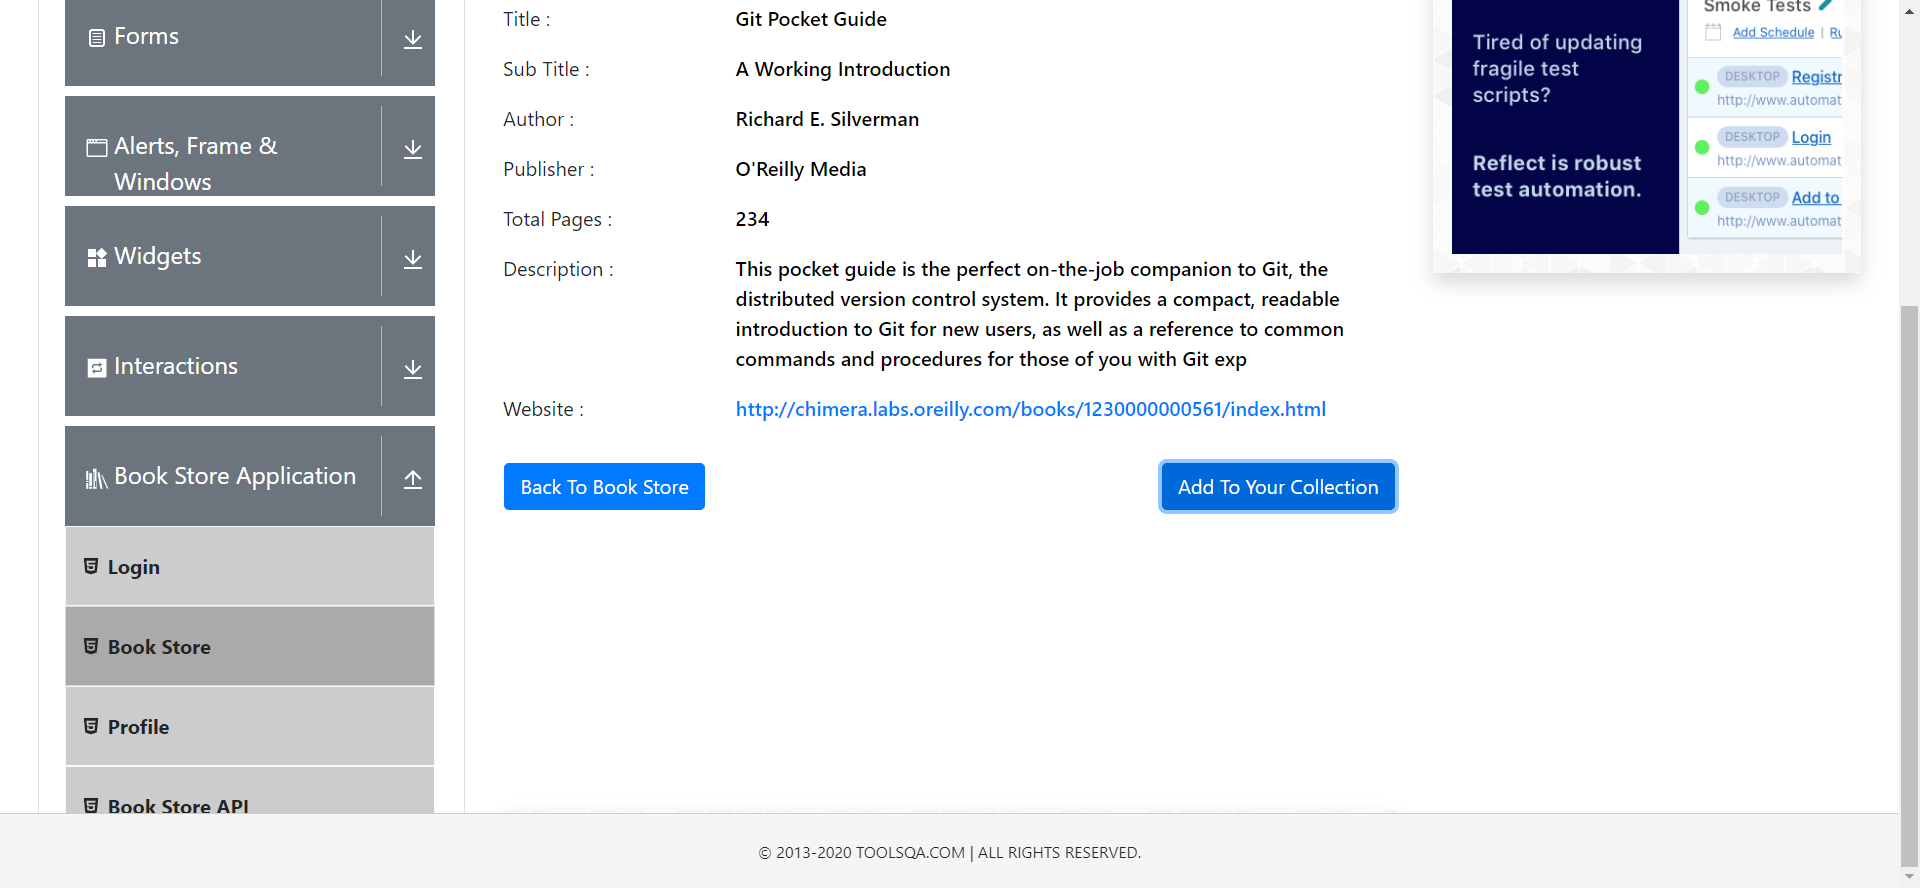 Forms
Alerts, Frame &
Windows
Widgets
Interactions
Book Store Application
Login
Book Store
Profile
Book Store API
Title :
Git Pocket Guide
Sub Title :
A Working Introduction
Author :
Richard E. Silverman
Publisher :
O'Reilly Media
Total Pages :
234
Description :
This pocket guide is the perfect on-the-job companion to Git, the
distributed version control system. It provides a compact, readable
introduction to Git for new users, as well as a reference to common
commands and procedures for those of you with Git exp
Website :
http://chimera.labs.oreilly.com/books/1230000000561/index.html
Back To Book Store
Add To Your Collection
Tired of updating
fragile test
scripts?
Reflect is robust
test automation.
Smoke Tests
Add Schedule | Ru
DESKTOP Registr
http://www.automat
DESKTOP Login
http://www.automat
DESKTOP Add to
http://www.automat
© 2013-2020 TOOLSQA.COM | ALL RIGHTS RESERVED.